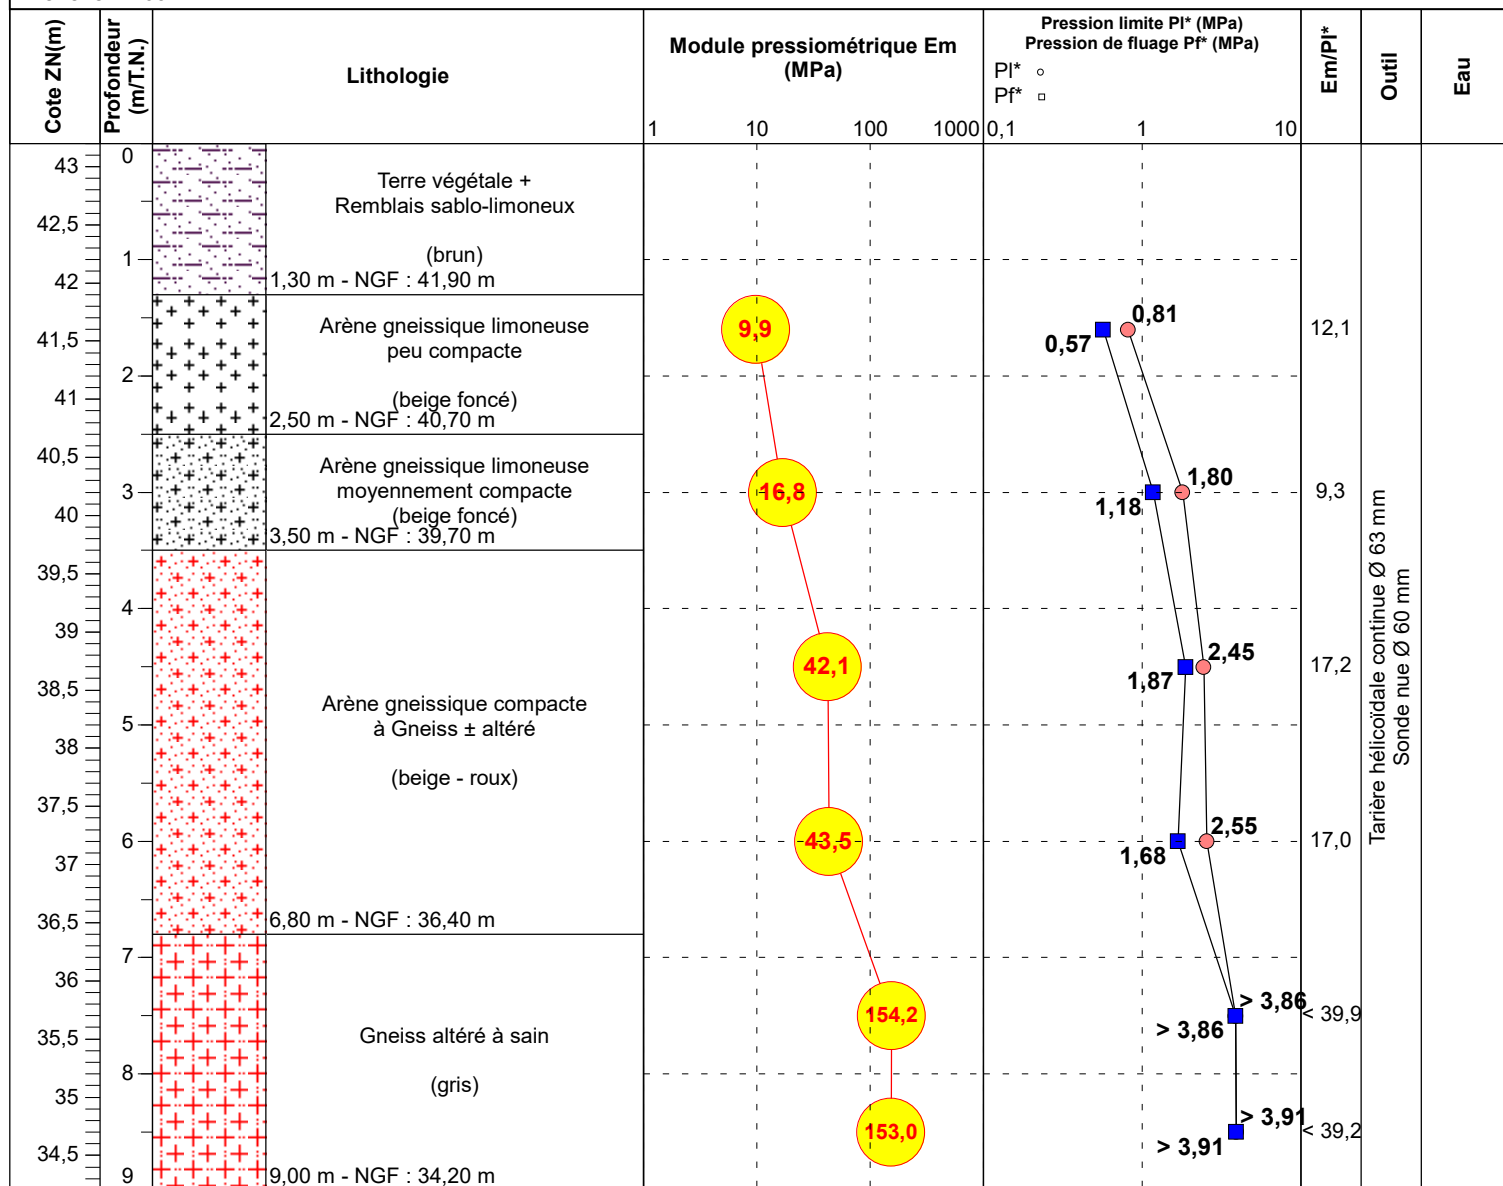 Cote ZN(m)
Profondeur
(m/T.N.)
Lithologie
Module pressiométrique Em
(MPa)
1 10 100 1000
Pression limite Pl* (MPa)
Pression de fluage Pf* (MPa)
Pl*
Pf*
0,1 1 10
Em/Pl*
Outil
Eau
43
42,5
42
41,5
41
40,5
40
39,5
39
38,5
38
37,5
37
36,5
36
35,5
35
34,5
0
1
2
3
4
5
6
7
8
9
Terre végétale +
Remblais sablo-limoneux
(brun)
1,30 m - NGF : 41,90 m
Arène gneissique limoneuse
peu compacte
(beige foncé)
2,50 m - NGF : 40,70 m
Arène gneissique limoneuse
moyennement compacte
(beige foncé)
3,50 m - NGF : 39,70 m
Arène gneissique compacte
à Gneiss ± altéré
(beige - roux)
6,80 m - NGF : 36,40 m
Gneiss altéré à sain
(gris)
9,00 m - NGF : 34,20 m
9,9
16,8
42,1
43,5
154,2
153,0
0,81
0,57
1,80
1,18
2,45
1,87
2,55
1,68
> 3,86
> 3,86
> 3,91
> 3,91
12,1
9,3
17,2
17,0
< 39,9
< 39,2
Tarière hélicoïdale continue Ø 63 mm
Sonde nue Ø 60 mm